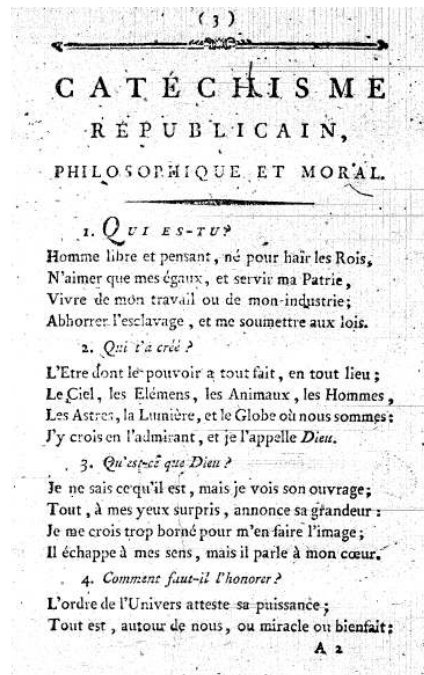 ( 3 )
CATÉCHISME
RÉPUBLICAIN,
PHILOSOPHIQUE ET MORAL.
1. QUI ES-TU?
Homme libre et pensant, né pour haïr les Rois,
N'aimer que mes égaux, et servir ma Patrie,
Vivre de mon travail ou de mon industrie;
Abhorrer l'esclavage, et me soumettre aux lois.
2. Qui t'a créé?
L'Etre dont le pouvoir a tout fait, en tout lieu;
Le Ciel, les Elémens, les Animaux, les Hommes,
Les Astres, la Lumière, et le Globe où nous sommes:
J'y crois en l'admirant, et je l'appelle Dieu.
3. Qu'est-ce que Dieu?
Je ne sais ce qu'il est, mais je vois son ouvrage;
Tout, à mes yeux surpris, annonce sa grandeur:
Je me crois trop borné pour m'en faire l'image;
Il échappe à mes sens, mais il parle à mon cœur.
4. Comment faut-il l'honorer?
L'ordre de l'Univers atteste sa puissance;
Tout est, autour de nous, ou miracle ou bienfait:
A 2